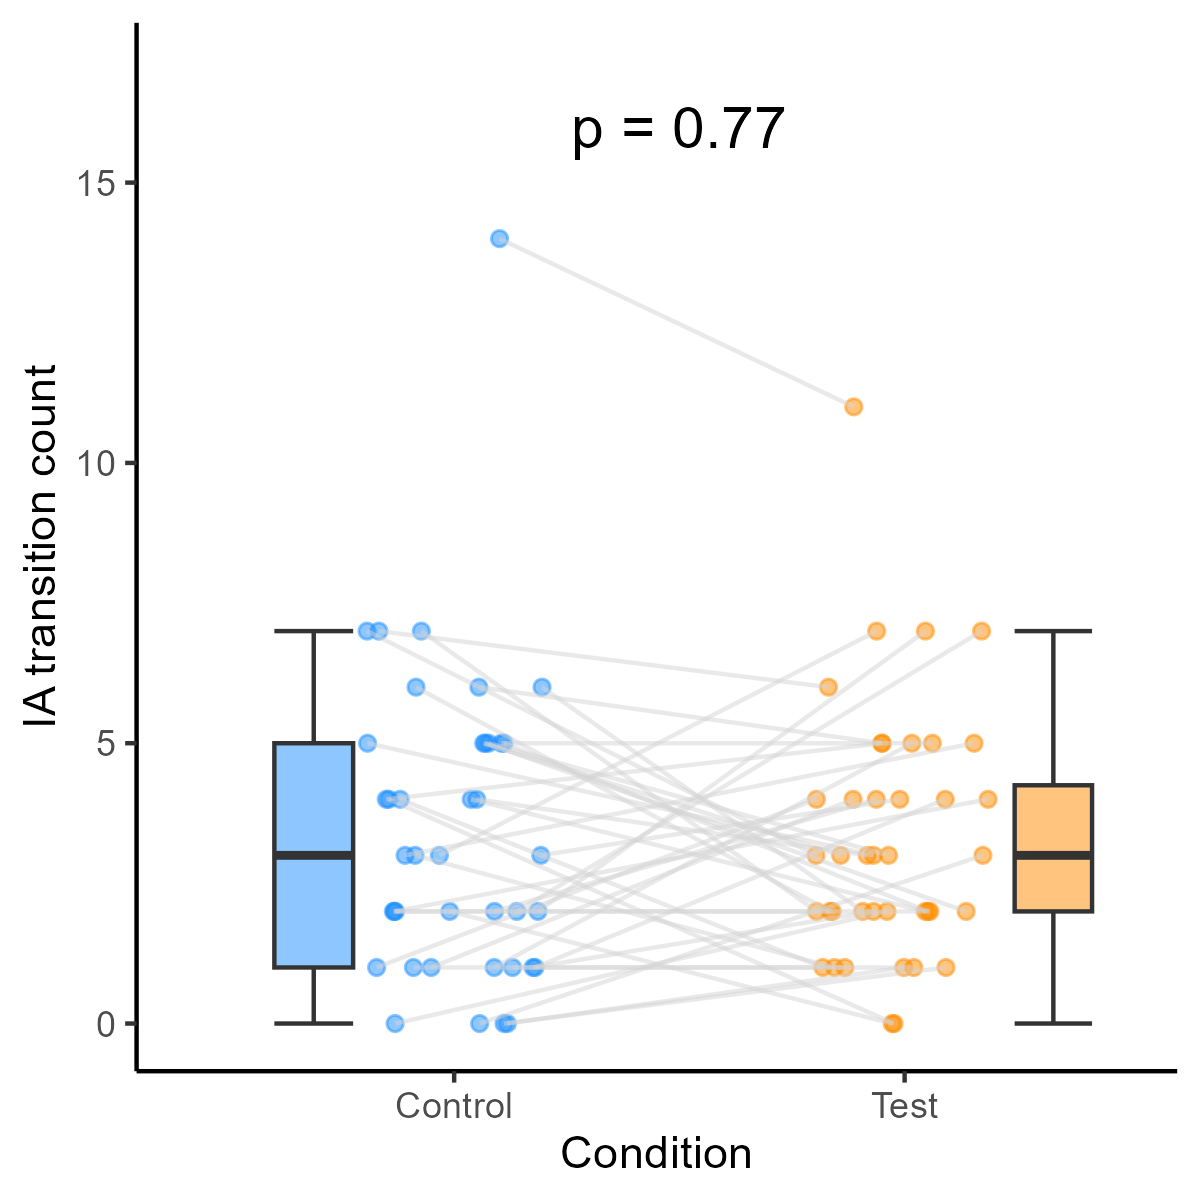 p = 0.77
15
10
5
0
IA transition count
Control
Test
Condition